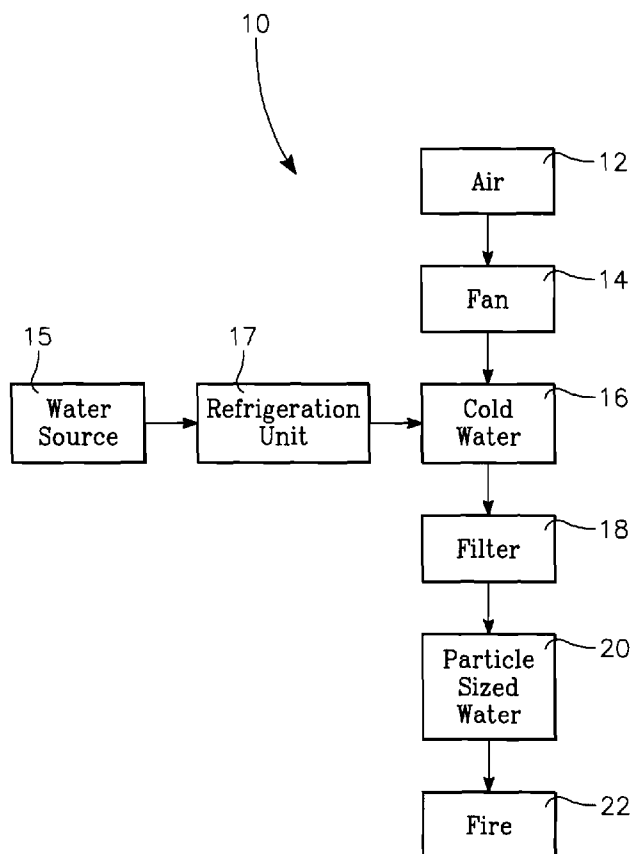 10
Air
12
Fan
14
15
17
Water
Source
Refrigeration
Unit
Cold
Water
16
Filter
18
Particle
Sized
Water
20
Fire
22